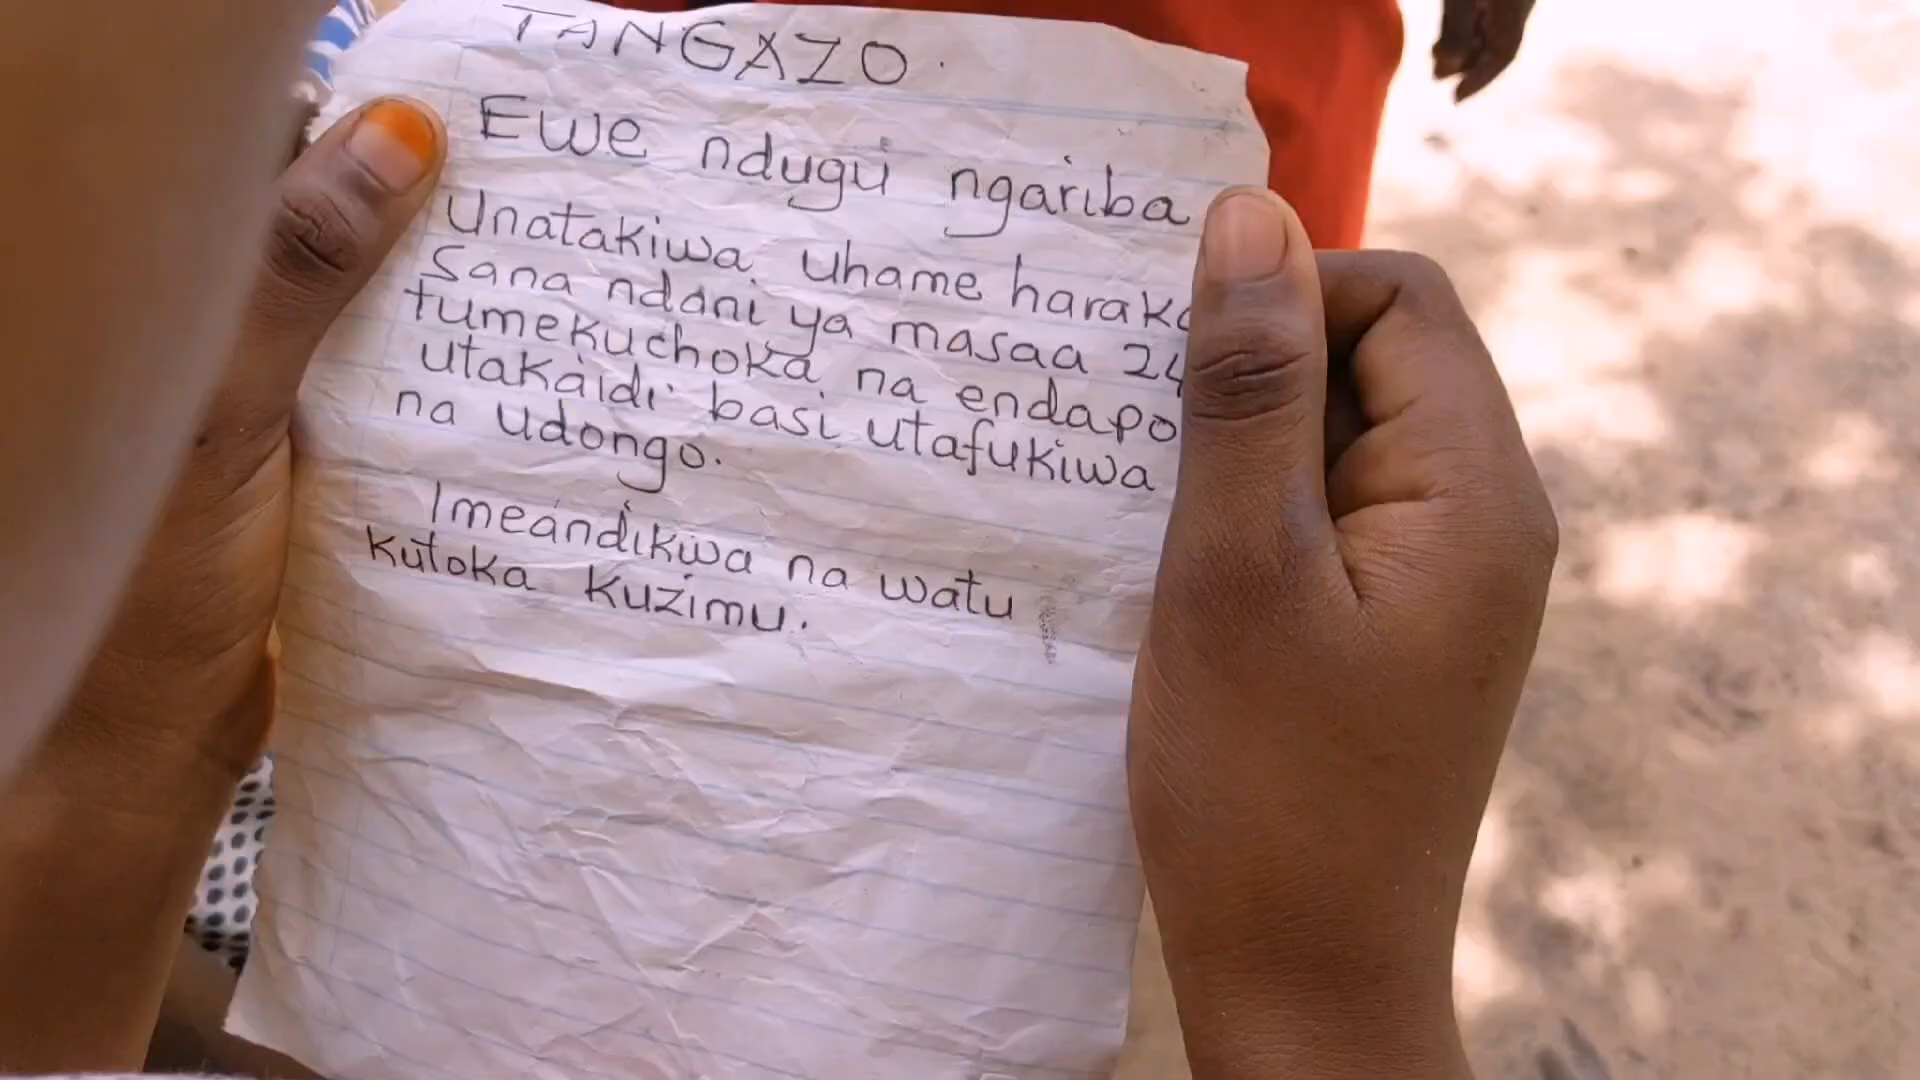 TANGAZO.
Ewe ndugu ngariba
Unatakiwa uhame harak
Sana ndani ya masaa 24
tumekuchoka na endapo
utakaidi basi utafukiwa
na udongo.
Imeandikwa na watu
kutoka kuzimu.